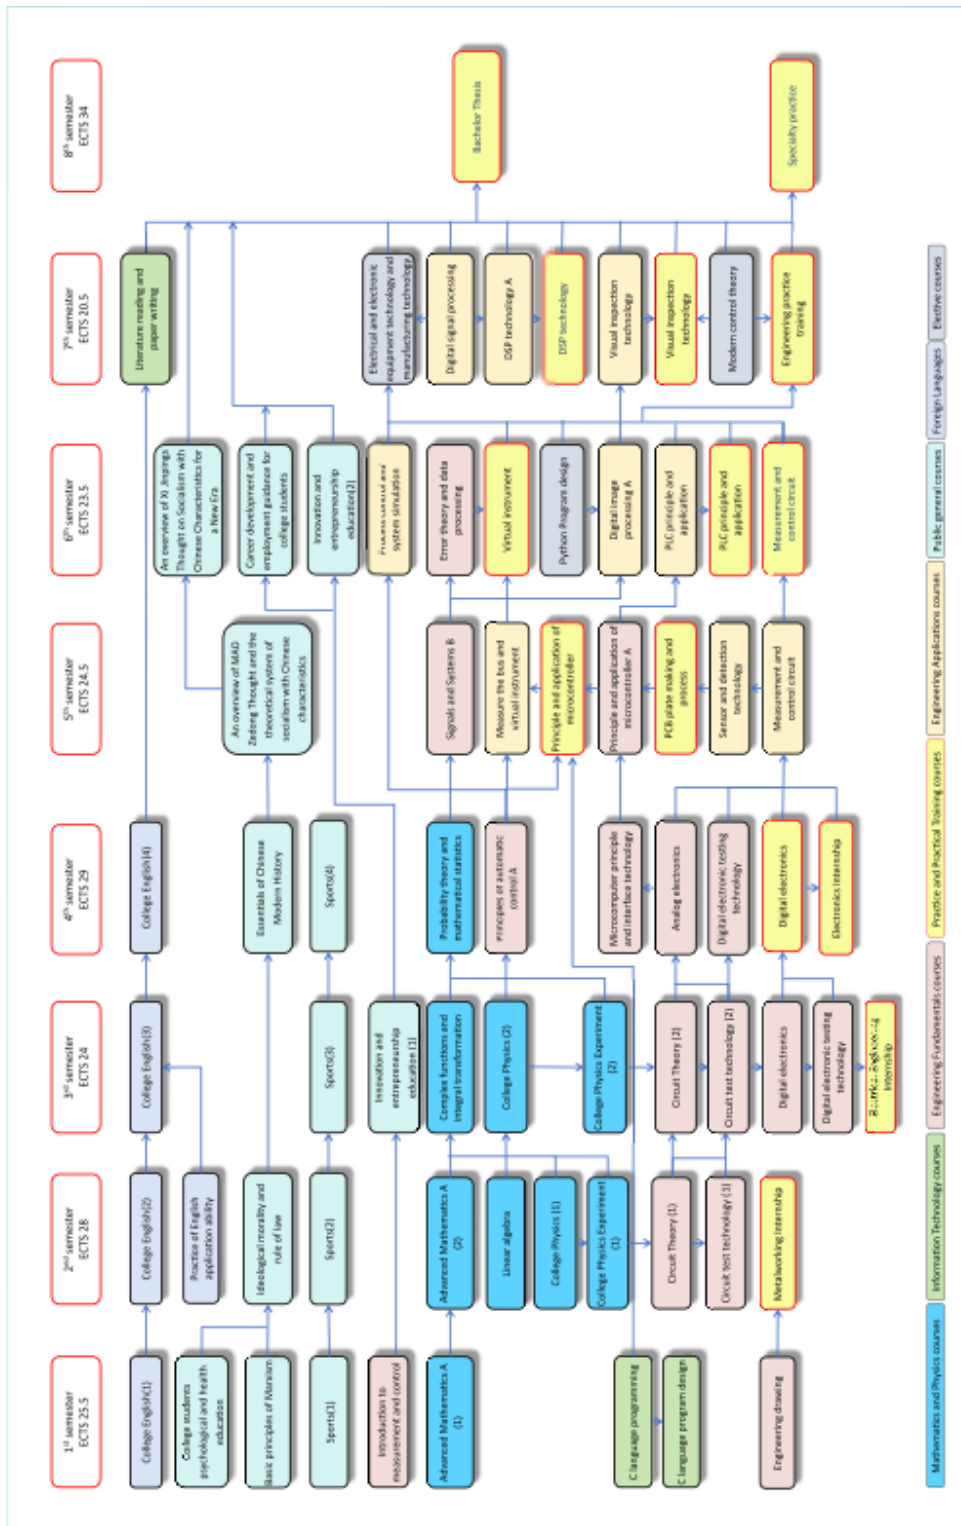 1st semester
ECTS 25.5
College English(1)
College students
psychological and health
education
Basic principles of Marxism
Sports(1)
Introduction to
measurement and control
Advanced Mathematics A
(1)
C language programming
C language program design
Engineering drawing
2nd semester
ECTS 28
College English(2)
Practice of English
application ability
Ideological morality and
rule of law
Sports(2)
Advanced Mathematics A
(2)
Linear algebra
College Physics (1)
College Physics Experiment
(1)
Circuit Theory (1)
Circuit test technology (1)
Metalworking Internship
3rd semester
ECTS 24
College English(3)
Sports(3)
Innovation and
entrepreneurship
education (1)
Complex functions and
integral transformation
College Physics (2)
College Physics Experiment
(2)
Circuit Theory (2)
Circuit test technology (2)
Digital electronics
Digital electronic testing
technology
Electrical Engineering
Internship
4th semester
ECTS 29
College English(4)
Essentials of Chinese
Modern History
Sports(4)
Probability theory and
mathematical statistics
Principles of automatic
control A
Microcomputer principle
and interface technology
Analog electronics
Digital electronic testing
technology
Digital electronics
Electronics internship
5th semester
ECTS 24.5
An overview of MAO
Zedong Thought and the
theoretical system of
socialism with Chinese
characteristics
Signals and Systems B
Measure the bus and
virtual instrument
Principle and application of
microcontroller
Principle and application of
microcontroller A
PCB plate making and
process
Sensor and detection
technology
Measurement and
control circuit
6th semester
ECTS 23.5
An overview of Xi Jinpings
Thought on Socialism with
Chinese Characteristics for
a New Era
Career development and
employment guidance for
college students
Innovation and
entrepreneurship
education(2)
Process control and
system simulation
Error theory and data
processing
Virtual instrument
Python Program design
Digital image
processing A
PLC principle and
application
PLC principle and
application
Measurement and
control circuit
7th semester
ECTS 20.5
Literature reading and
paper writing
Electrical and electronic
equipment technology and
manufacturing technology
Digital signal processing
DSP technology A
DSP technology
Visual inspection
technology
Visual inspection
technology
Modern control theory
Engineering practice
training
8th semester
ECTS 34
Bachelor Thesis
Specialty practice
Mathematics and Physics courses
Information Technology courses
Engineering Fundamentals courses
Practice and Practical Training courses
Engineering Applications courses
Public general courses
Foreign Languages
Elective courses